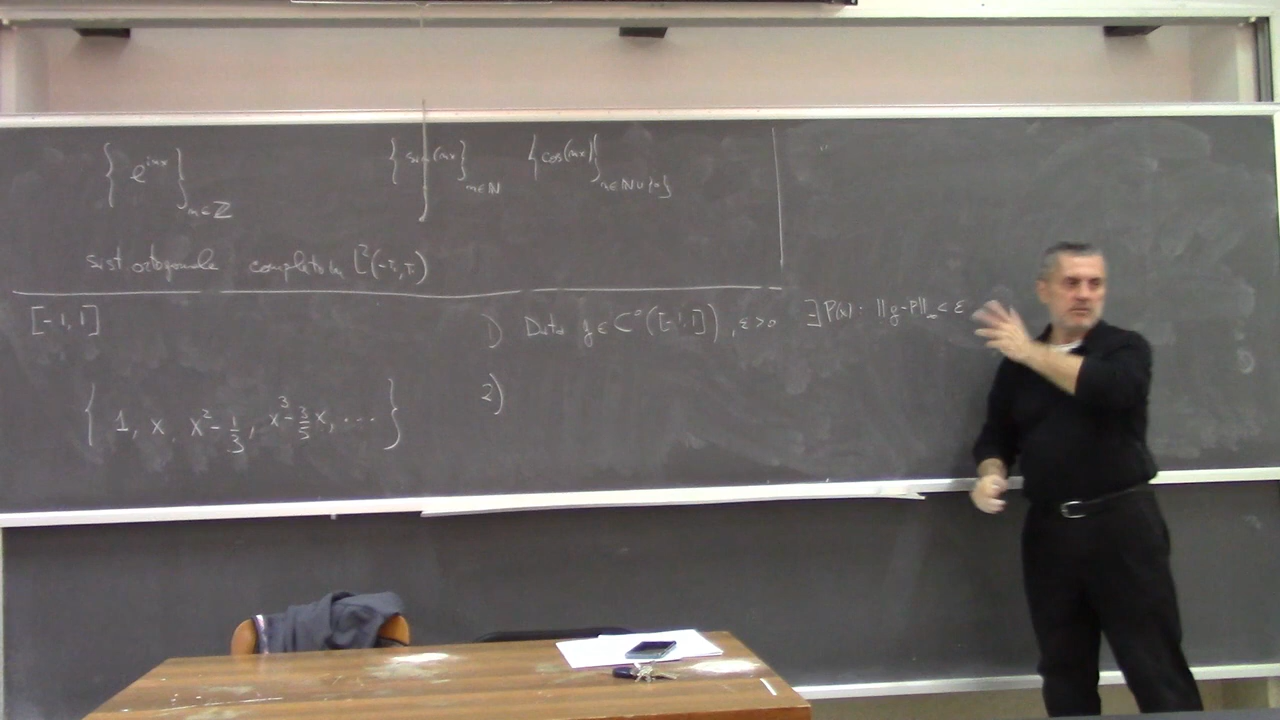 { e^{inx} }_{n∈ℤ} { sin(nx) }_{n∈ℕ} { cos(nx) }_{n∈ℕ∪{0}}
sist. ortogonale completo in L²(-π,π)
[-1,1]
1) Data g∈C⁰([-1,1]), ε>0 ∃P(x): ‖g-P‖_∞<ε
2)
{ 1, x, x²-1/3, x³-3/5x, ... }